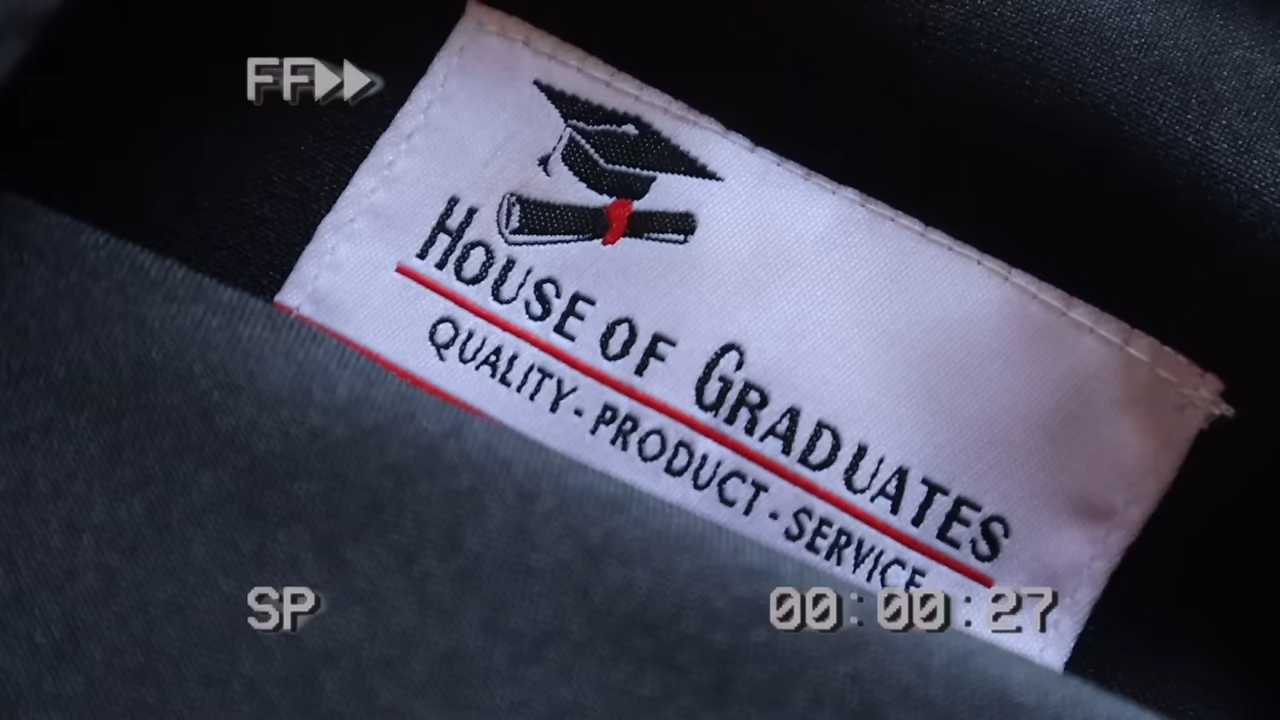 FF
HOUSE OF GRADUATES
QUALITY · PRODUCT · SERVICE
SP
00:00:27